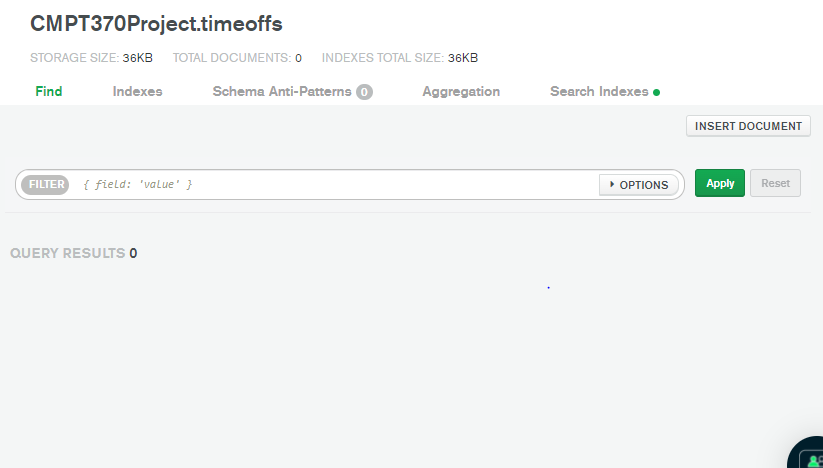 CMPT370Project.timeoffs
STORAGE SIZE: 36KB TOTAL DOCUMENTS: 0 INDEXES TOTAL SIZE: 36KB
Find Indexes Schema Anti-Patterns 0 Aggregation Search Indexes
INSERT DOCUMENT
FILTER { field: 'value' } OPTIONS Apply Reset
QUERY RESULTS 0